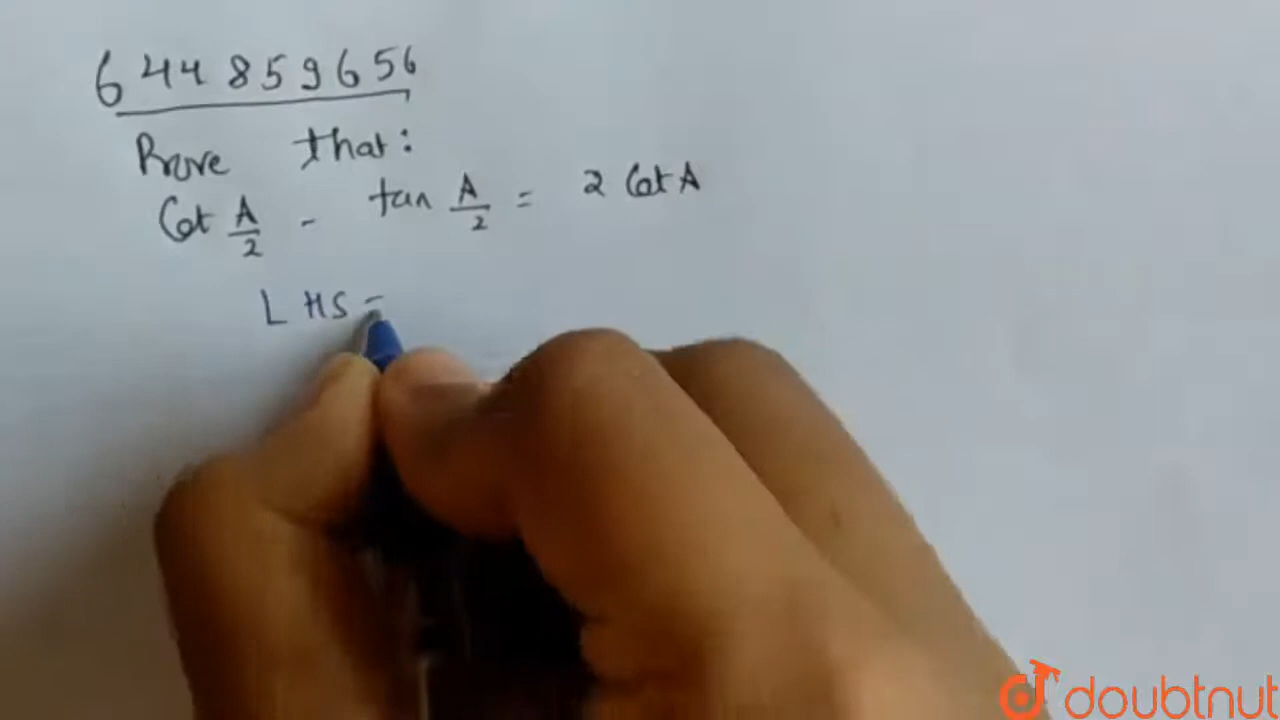 644859656
Prove that:
Cot A/2 - tan A/2 = 2 Cot A
LHS =
doubtnut